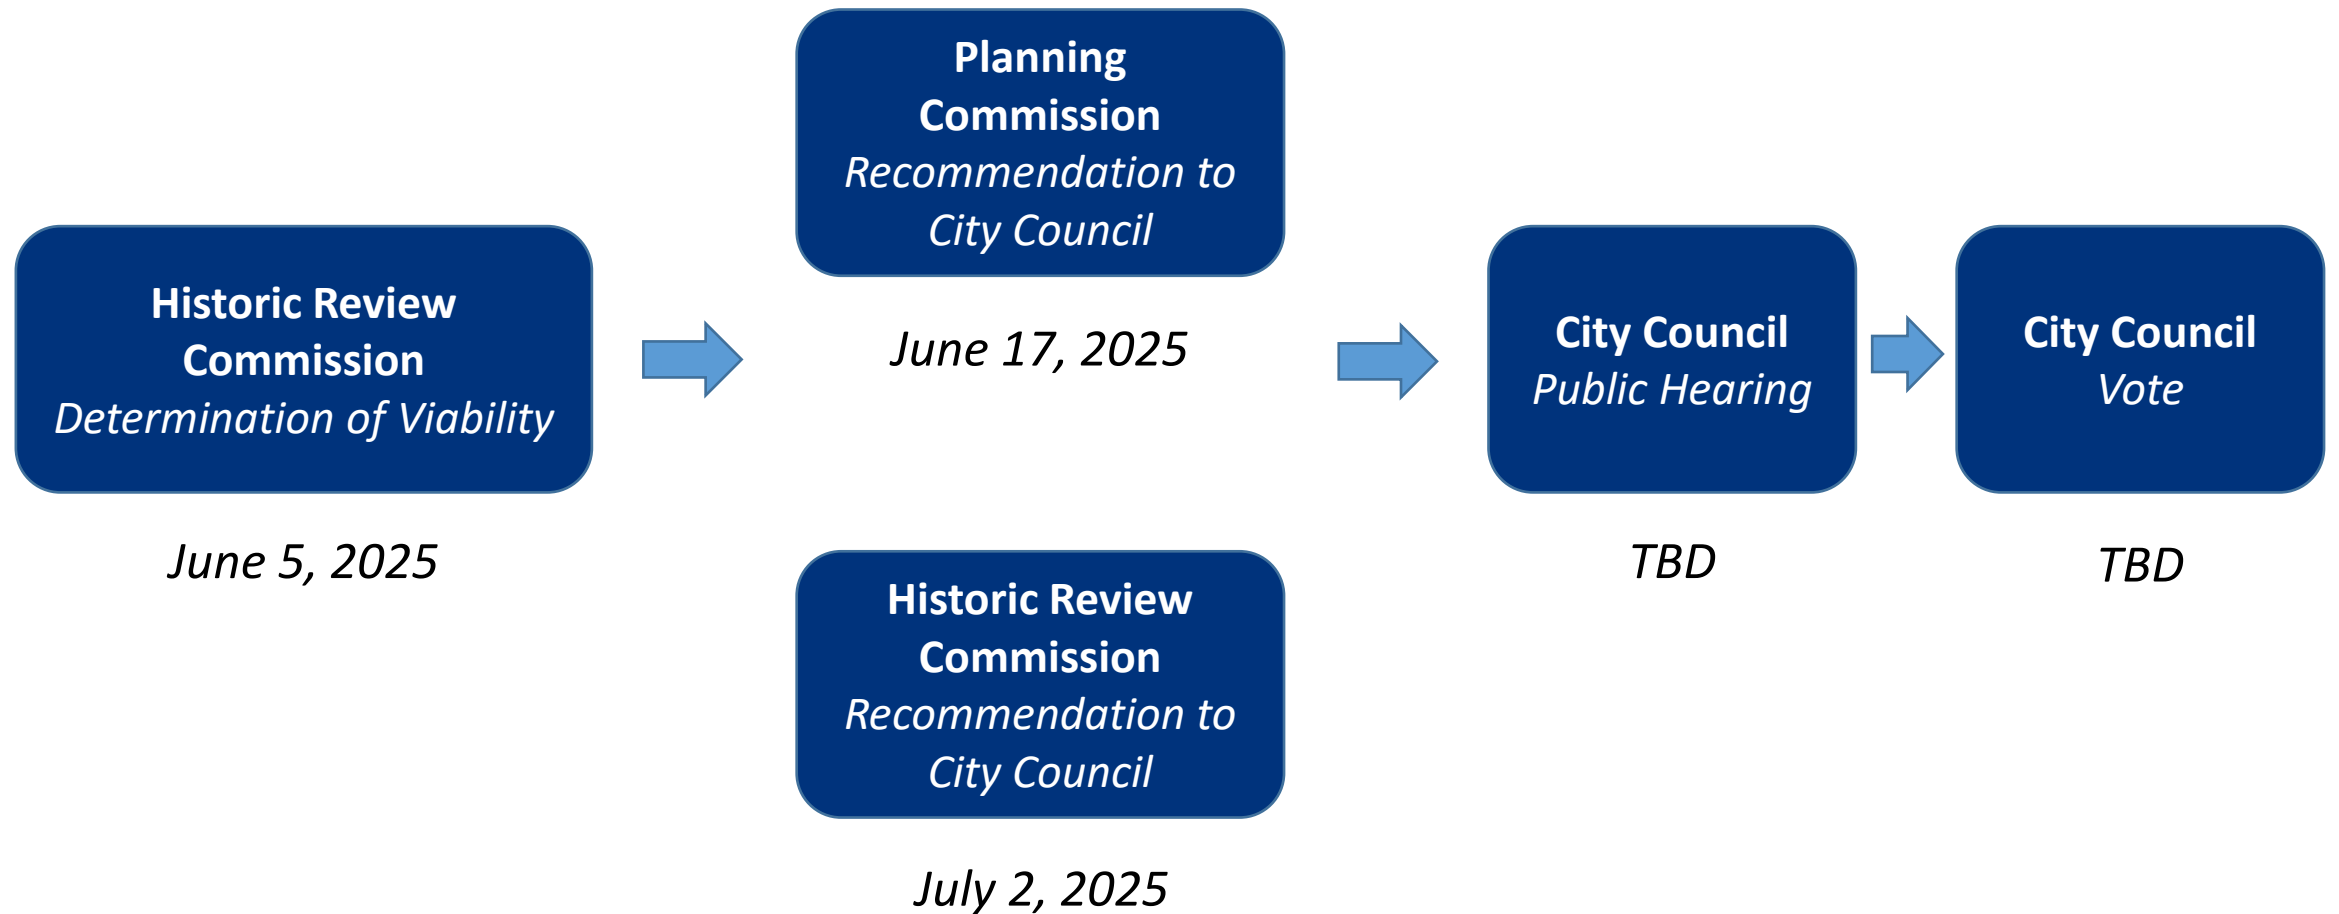 Historic Review
Commission
Determination of Viability
June 5, 2025
Planning
Commission
Recommendation to
City Council
June 17, 2025
Historic Review
Commission
Recommendation to
City Council
July 2, 2025
City Council
Public Hearing
TBD
City Council
Vote
TBD